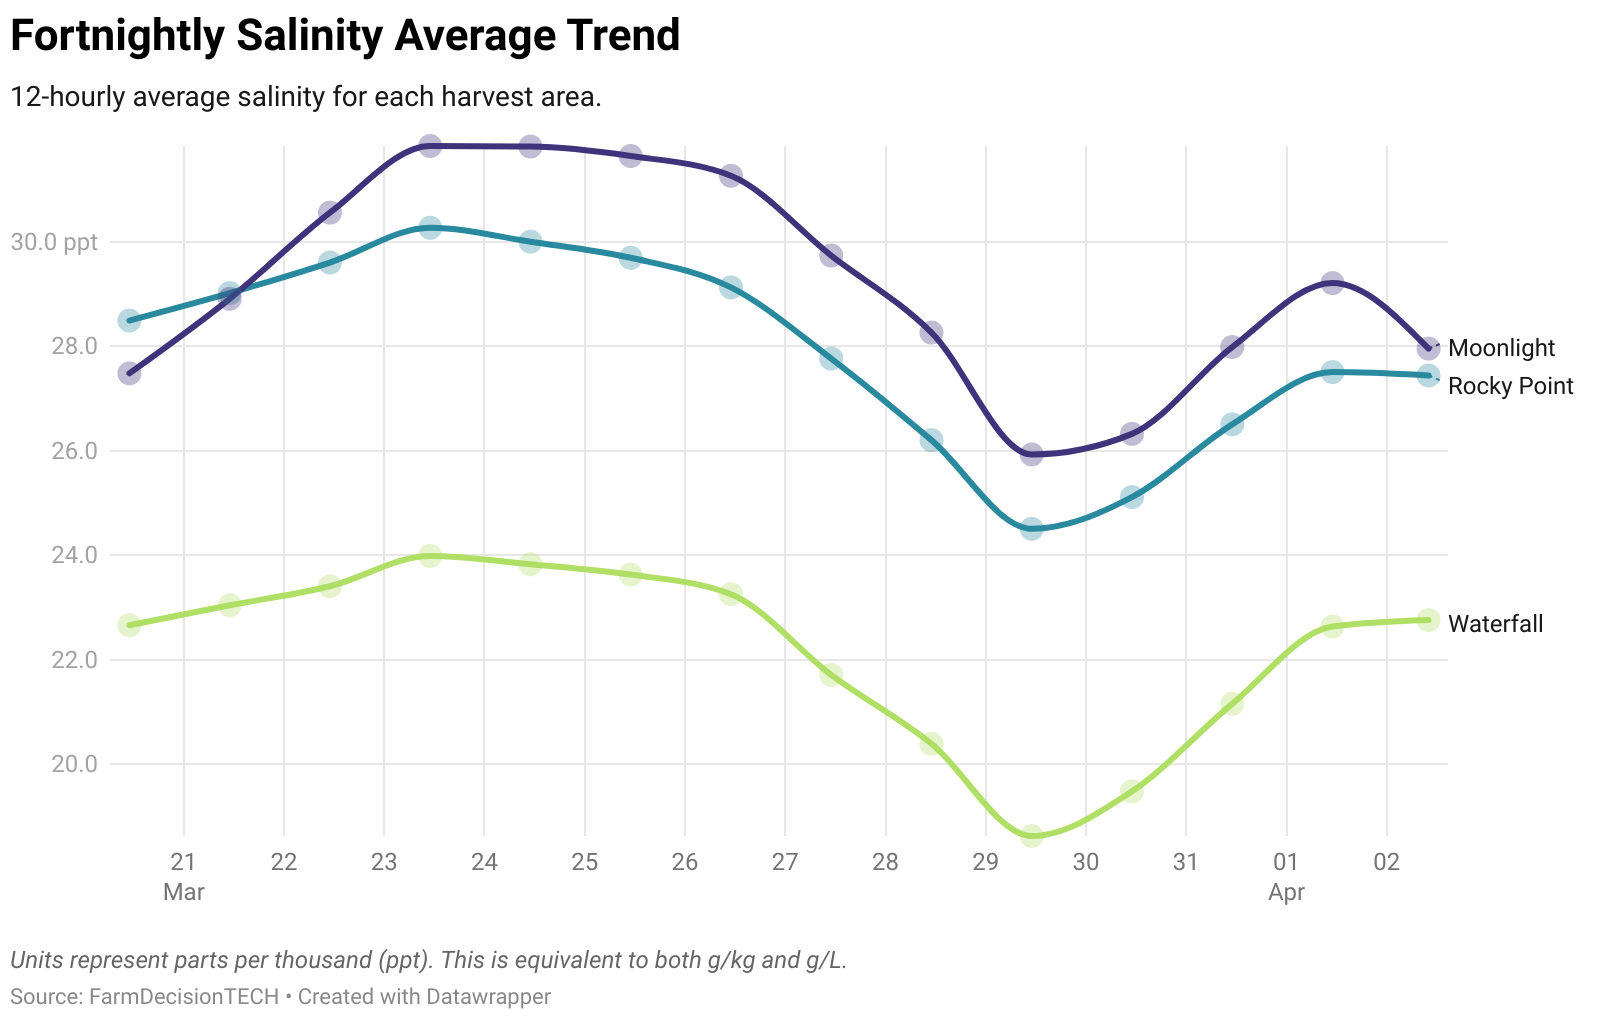 Fortnightly Salinity Average Trend
12-hourly average salinity for each harvest area.
30.0 ppt
28.0
26.0
24.0
22.0
20.0
Moonlight
Rocky Point
Waterfall
21 22 23 24 25 26 27 28 29 30 31 01 02
Mar Apr
Units represent parts per thousand (ppt). This is equivalent to both g/kg and g/L.
Source: FarmDecisionTECH • Created with Datawrapper